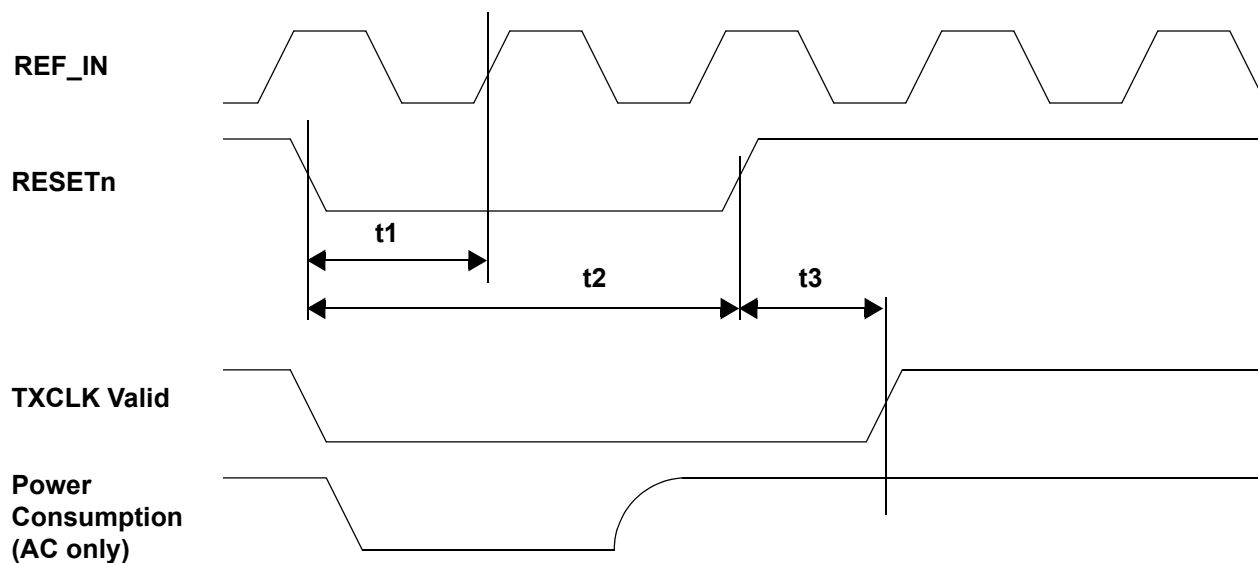 REF_IN
RESETn
t1
t2
t3
TXCLK Valid
Power
Consumption
(AC only)